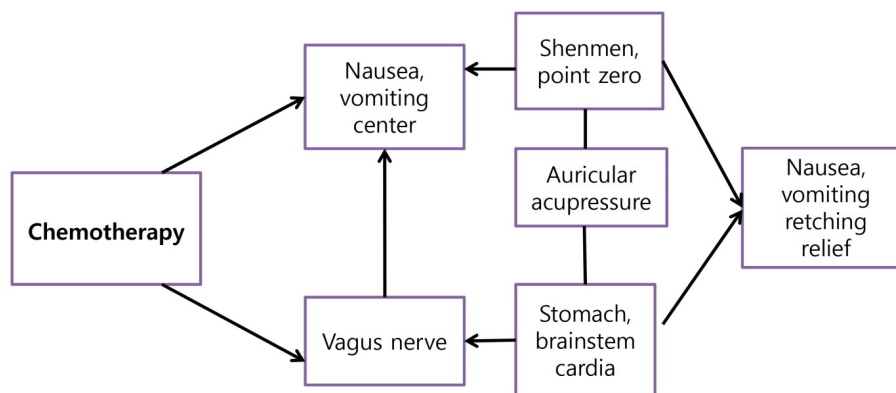 Shenmen,
point zero
Nausea,
vomiting
center
Auricular
acupressure
Nausea,
vomiting
retching
relief
Chemotherapy
Vagus nerve
Stomach,
brainstem
cardia